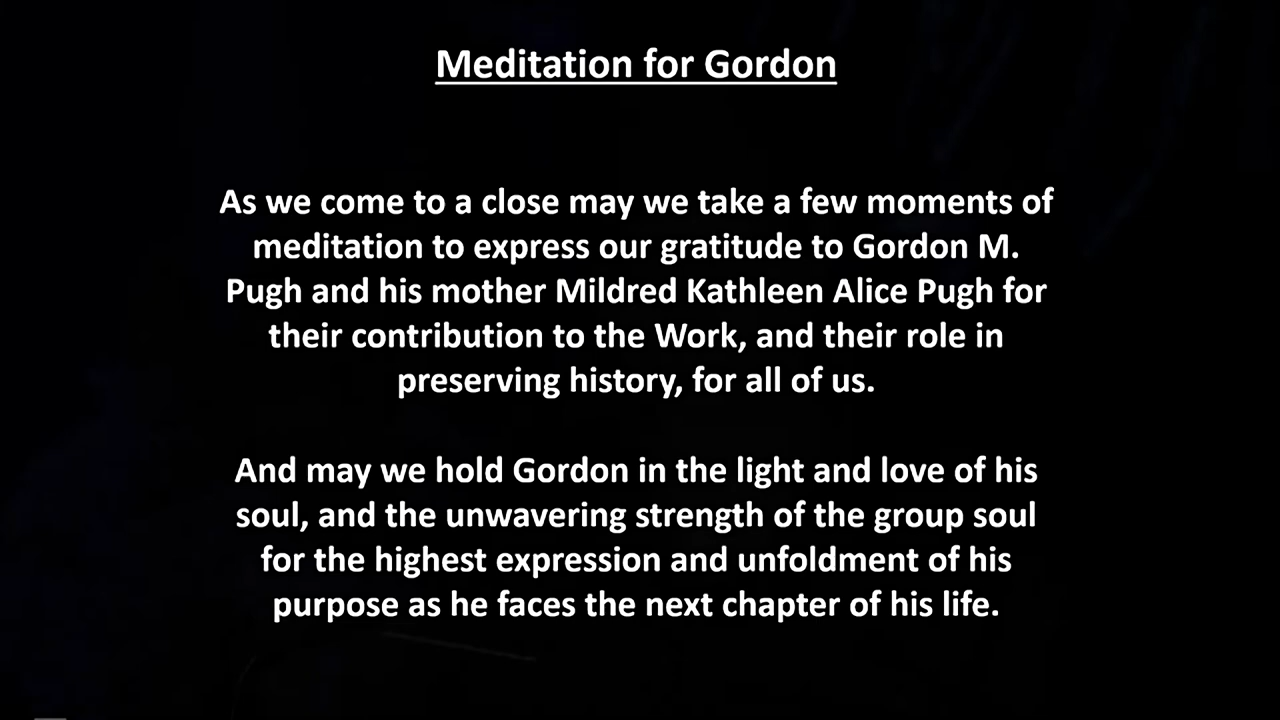 Meditation for Gordon
As we come to a close may we take a few moments of
meditation to express our gratitude to Gordon M.
Pugh and his mother Mildred Kathleen Alice Pugh for
their contribution to the Work, and their role in
preserving history, for all of us.
And may we hold Gordon in the light and love of his
soul, and the unwavering strength of the group soul
for the highest expression and unfoldment of his
purpose as he faces the next chapter of his life.